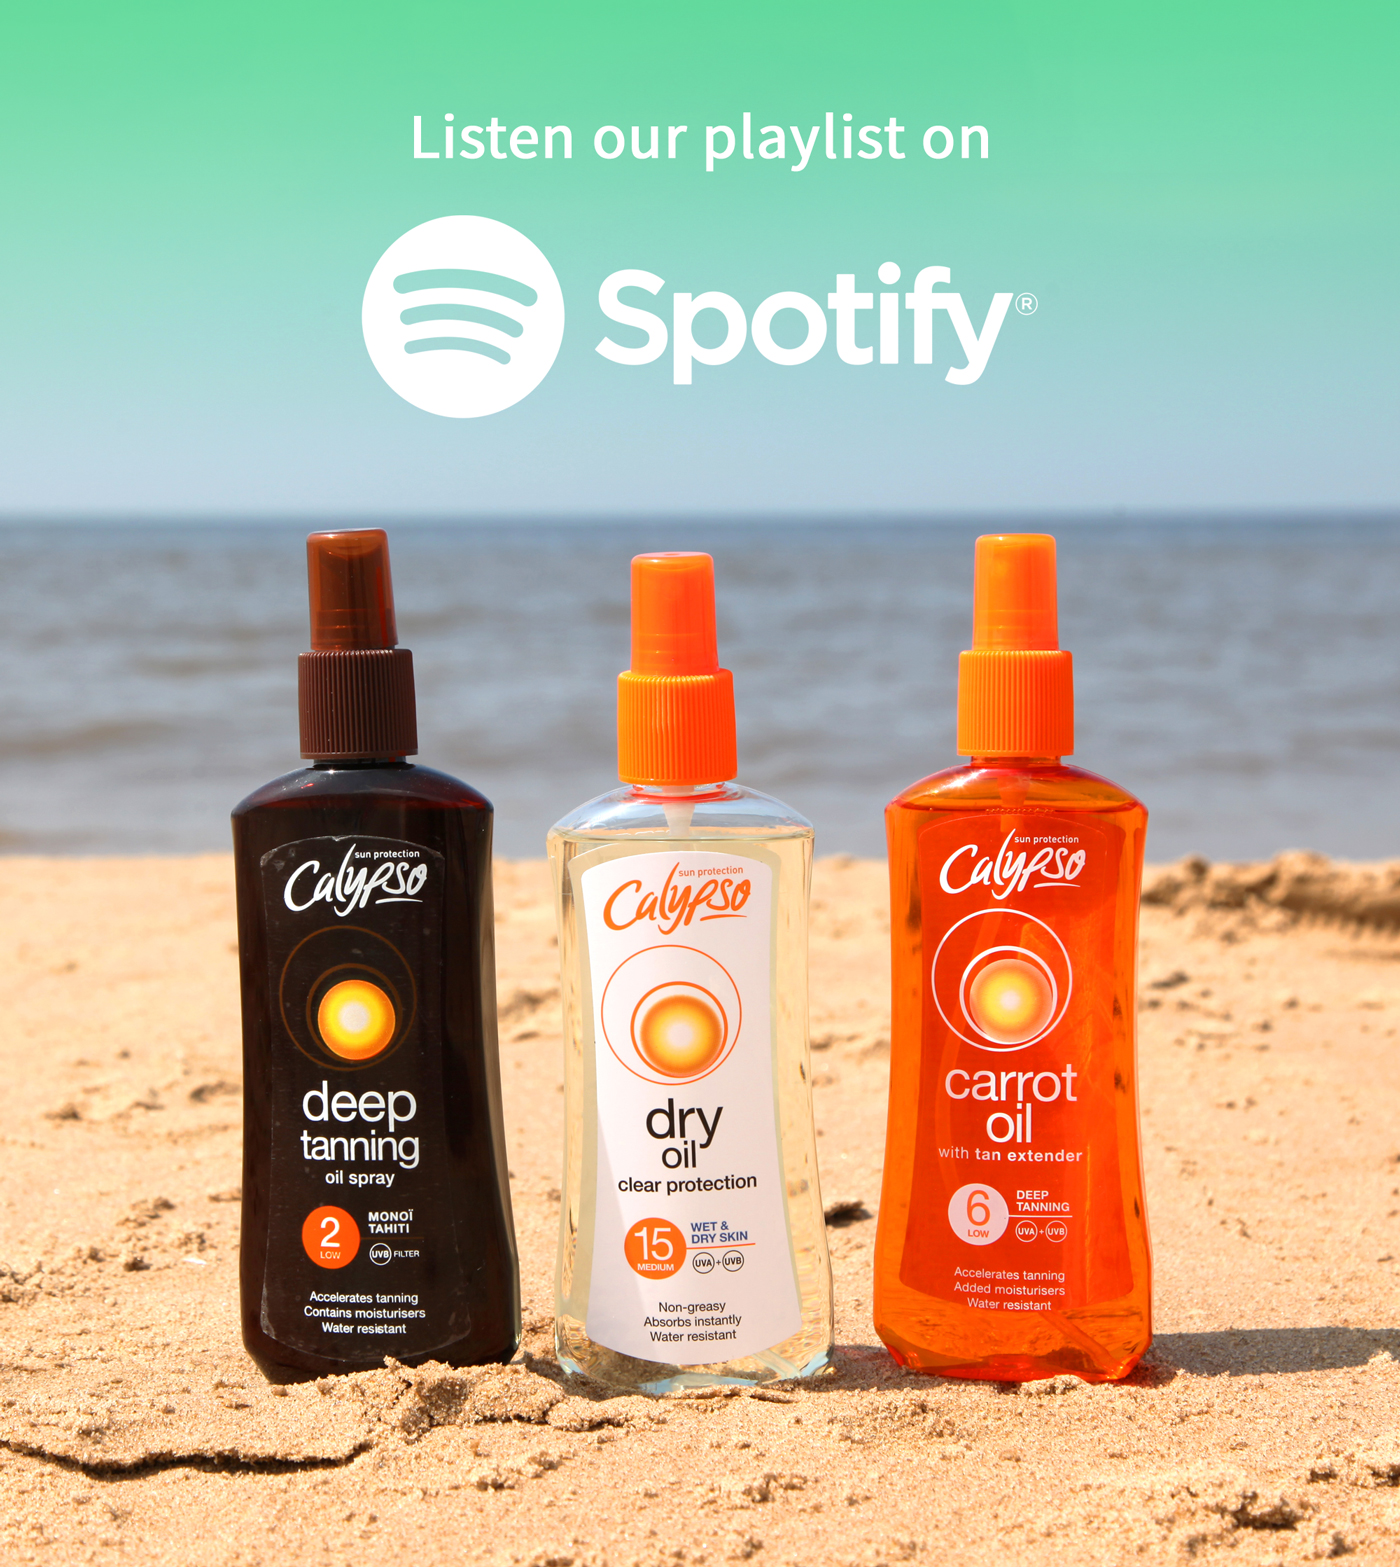 Listen our playlist on
Spotify®
sun protection
Calypso
deep
tanning
oil spray
2
LOW
MONOÏ
TAHITI
UVB FILTER
Accelerates tanning
Contains moisturisers
Water resistant
sun protection
Calypso
dry
oil
clear protection
15
MEDIUM
WET &
DRY SKIN
UVA + UVB
Non-greasy
Absorbs instantly
Water resistant
sun protection
Calypso
carrot
oil
with tan extender
6
LOW
DEEP
TANNING
UVA + UVB
Accelerates tanning
Added moisturisers
Water resistant